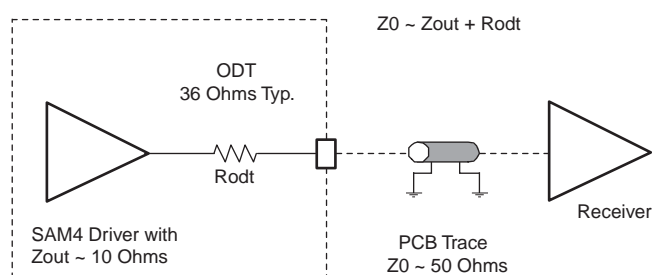 Z0 ~ Zout + Rodt
ODT
36 Ohms Typ.
Rodt
Receiver
SAM4 Driver with
Zout ~ 10 Ohms
PCB Trace
Z0 ~ 50 Ohms